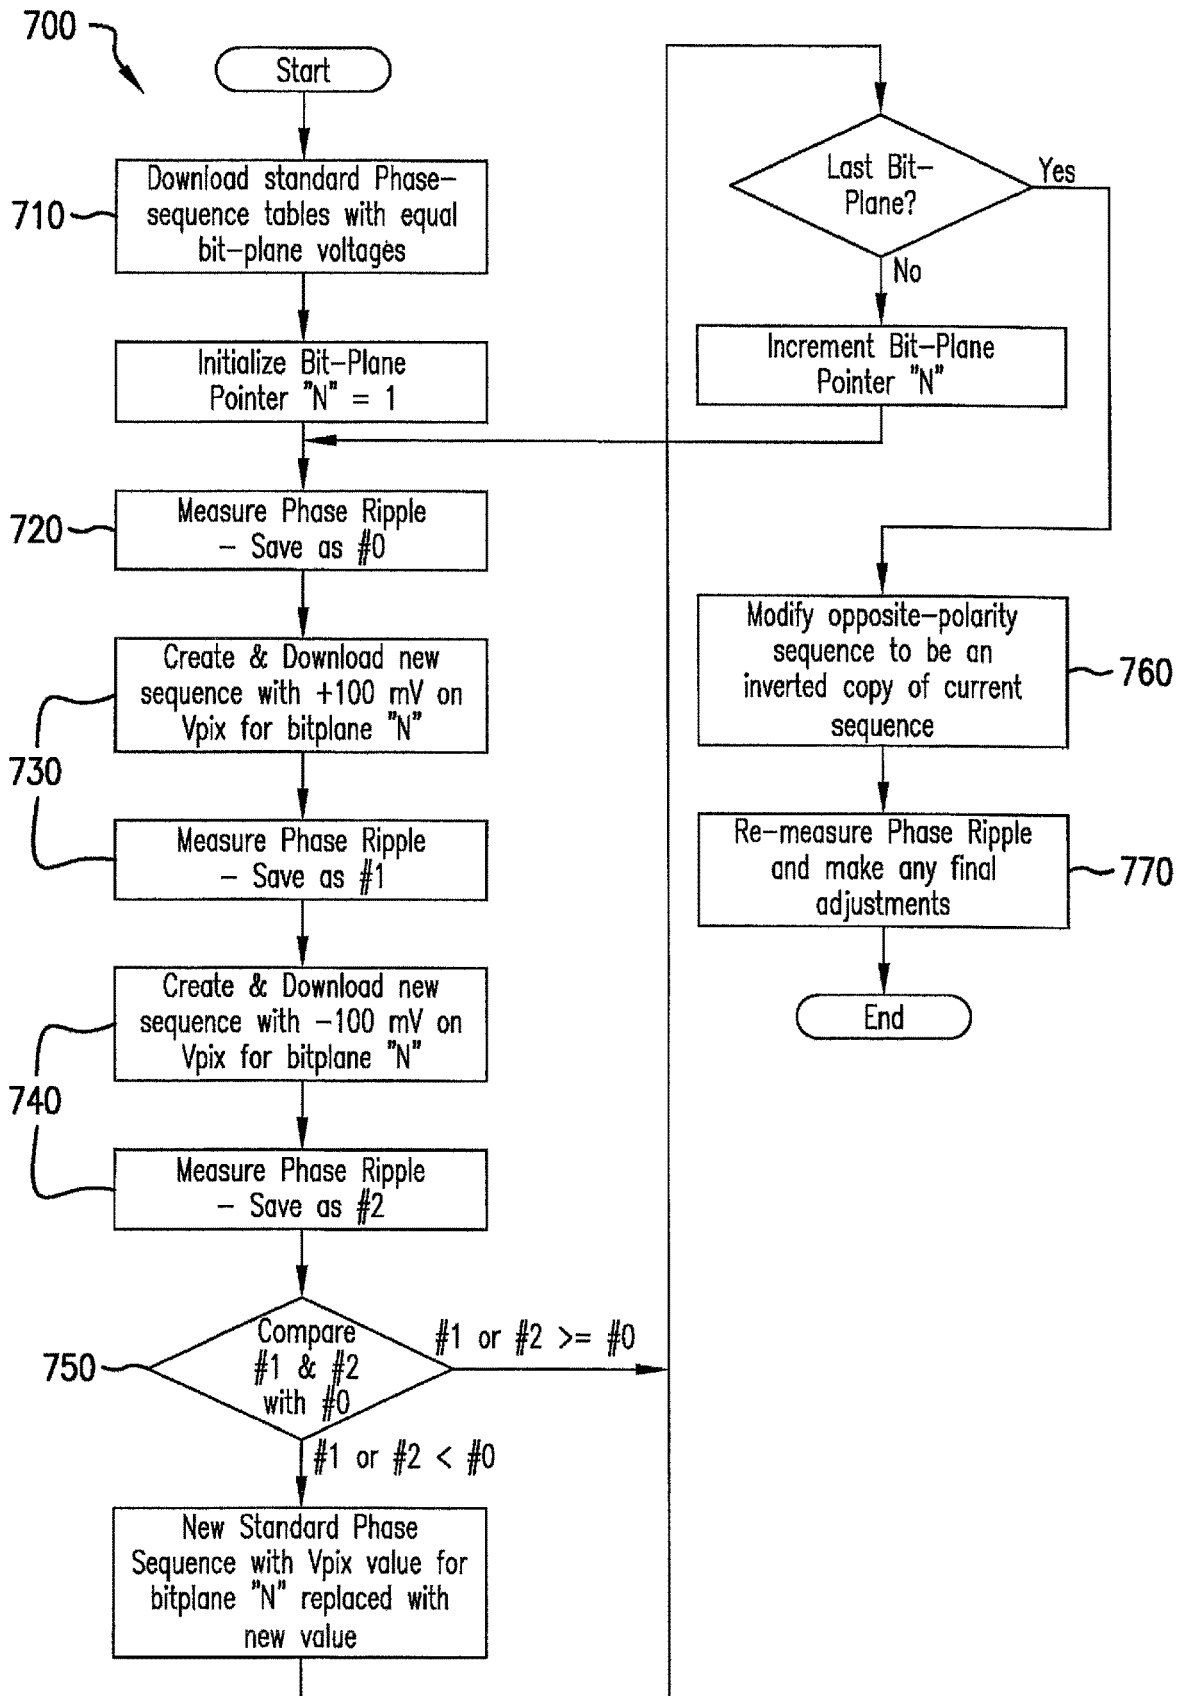 700
Start
710
Download standard Phase-
sequence tables with equal
bit-plane voltages
Initialize Bit-Plane
Pointer "N" = 1
720
Measure Phase Ripple
- Save as #0
730
Create & Download new
sequence with +100 mV on
Vpix for bitplane "N"
Measure Phase Ripple
- Save as #1
740
Create & Download new
sequence with -100 mV on
Vpix for bitplane "N"
Measure Phase Ripple
- Save as #2
750
Compare
#1 & #2
with #0
#1 or #2 >= #0
#1 or #2 < #0
New Standard Phase
Sequence with Vpix value for
bitplane "N" replaced with
new value
Last Bit-
Plane?
Yes
No
Increment Bit-Plane
Pointer "N"
Modify opposite-polarity
sequence to be an
inverted copy of current
sequence
760
Re-measure Phase Ripple
and make any final
adjustments
770
End